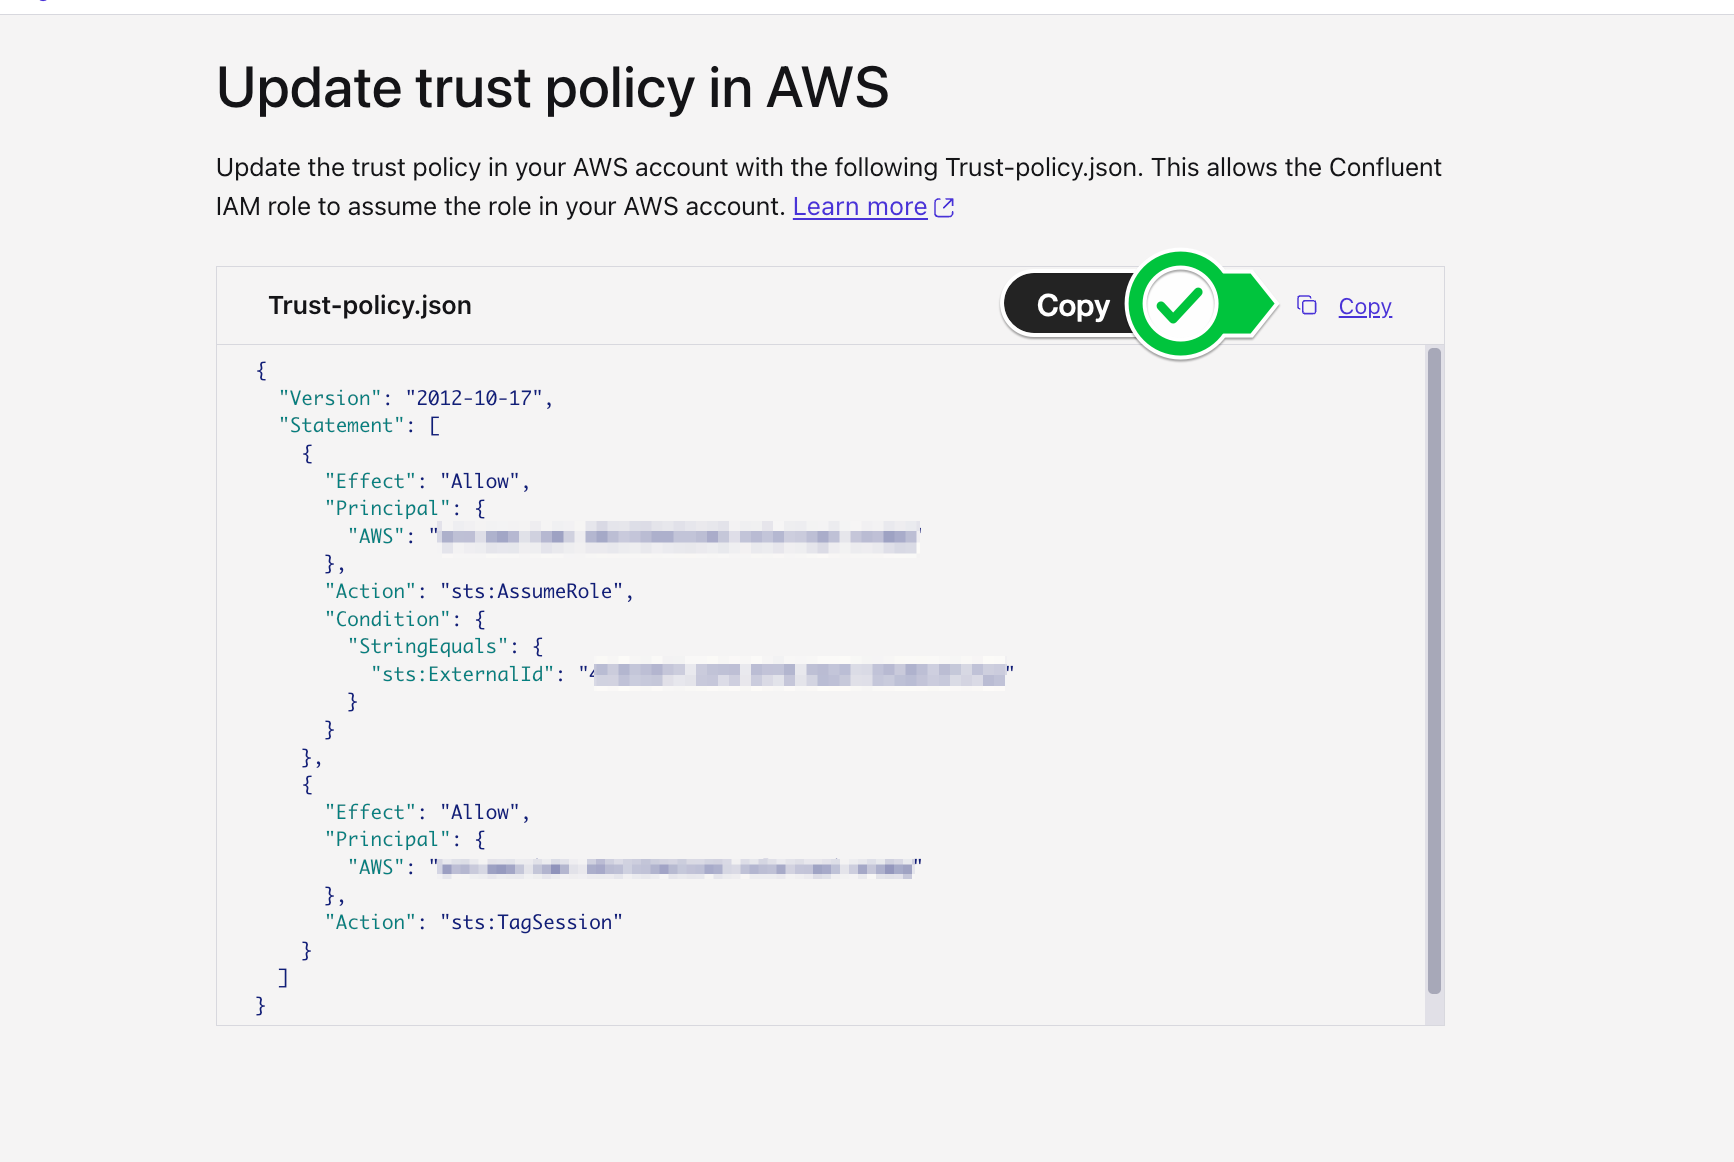 Update trust policy in AWS
Update the trust policy in your AWS account with the following Trust-policy.json. This allows the Confluent
IAM role to assume the role in your AWS account. Learn more
Trust-policy.json
Copy
Copy
{
  "Version": "2012-10-17",
  "Statement": [
    {
      "Effect": "Allow",
      "Principal": {
        "AWS": "
      },
      "Action": "sts:AssumeRole",
      "Condition": {
        "StringEquals": {
          "sts:ExternalId": "4"
        }
      }
    },
    {
      "Effect": "Allow",
      "Principal": {
        "AWS": ""
      },
      "Action": "sts:TagSession"
    }
  ]
}